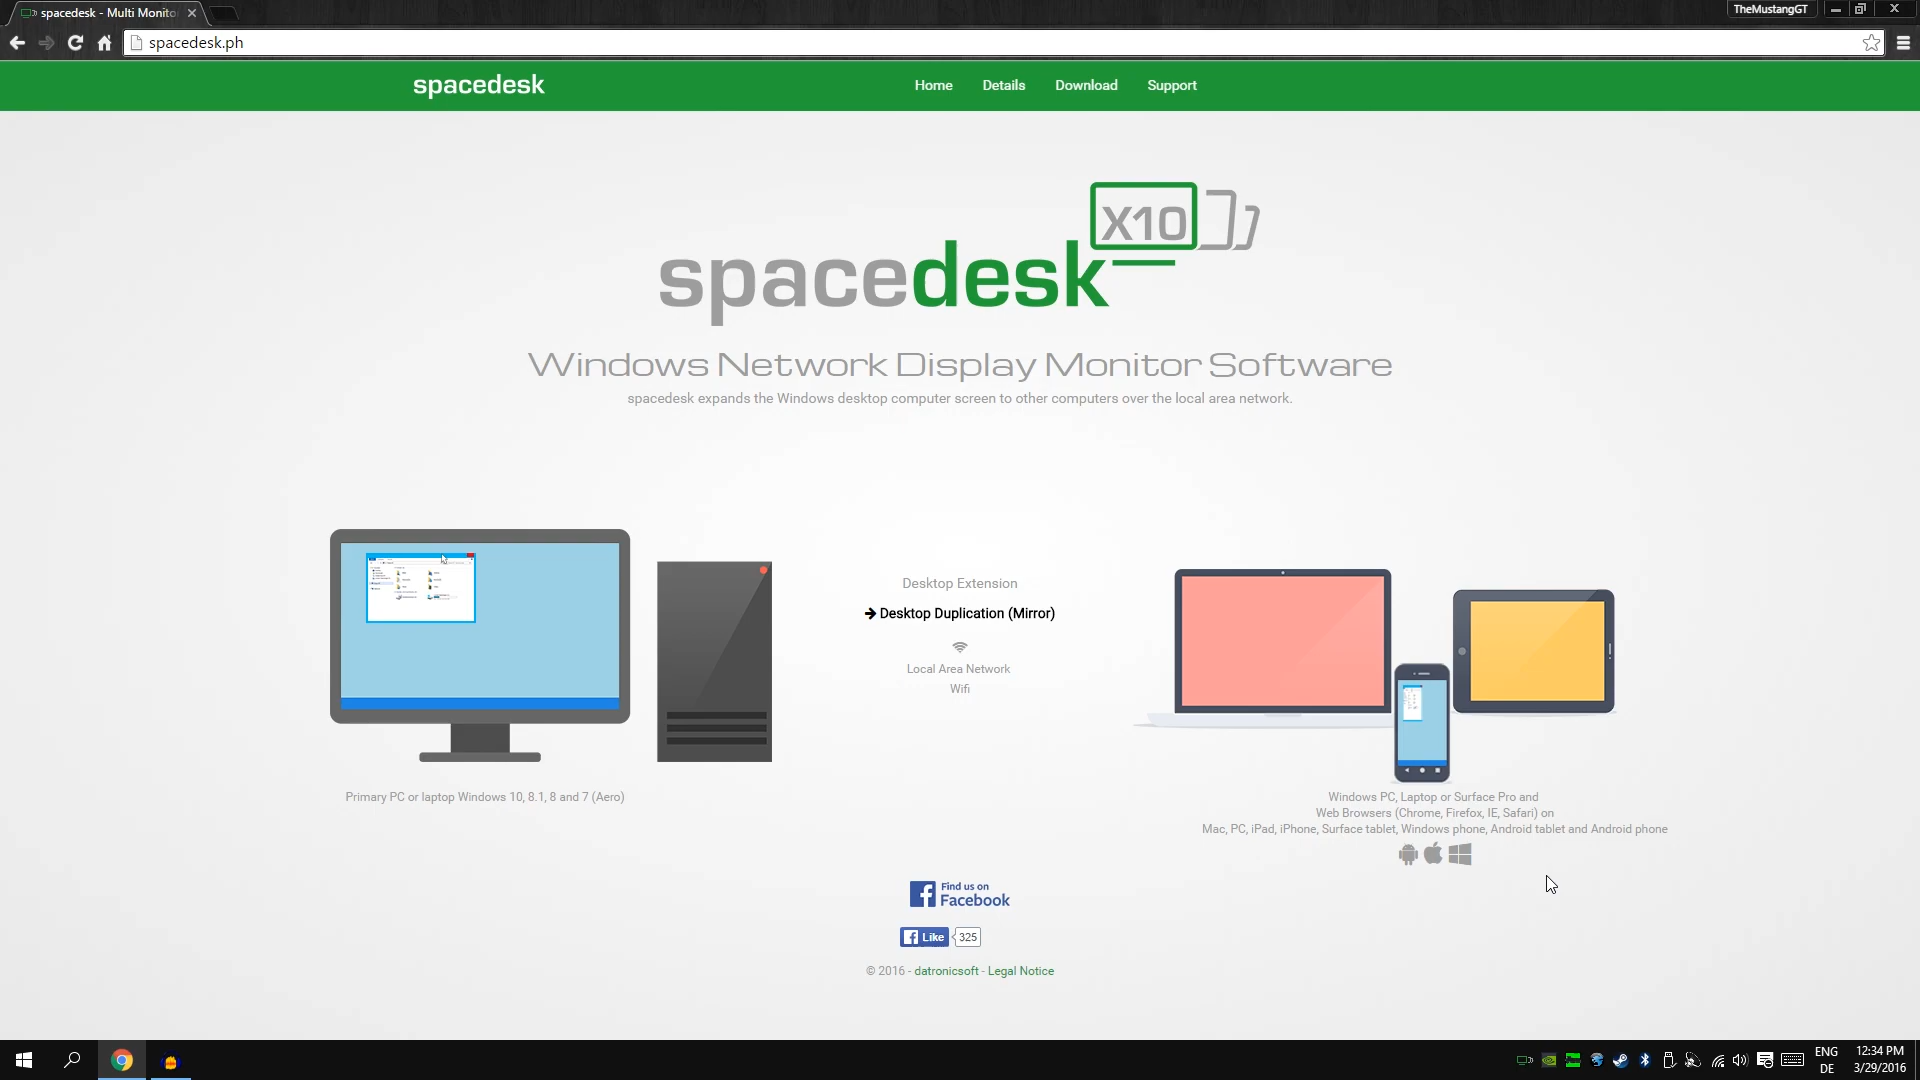 spacedesk - Multi Monito
TheMustangGT
spacedesk.ph
spacedesk
Home
Details
Download
Support
X10
spacedesk
Windows Network Display Monitor Software
spacedesk expands the Windows desktop computer screen to other computers over the local area network.
Desktop Extension
Desktop Duplication (Mirror)
Local Area Network
Wifi
Primary PC or laptop Windows 10, 8.1, 8 and 7 (Aero)
Windows PC, Laptop or Surface Pro and
Web Browsers (Chrome, Firefox, IE, Safari) on
Mac, PC, iPad, iPhone, Surface tablet, Windows phone, Android tablet and Android phone
Find us on
Facebook
Like
325
© 2016 - datronicsoft - Legal Notice
ENG
DE
12:34 PM
3/29/2016